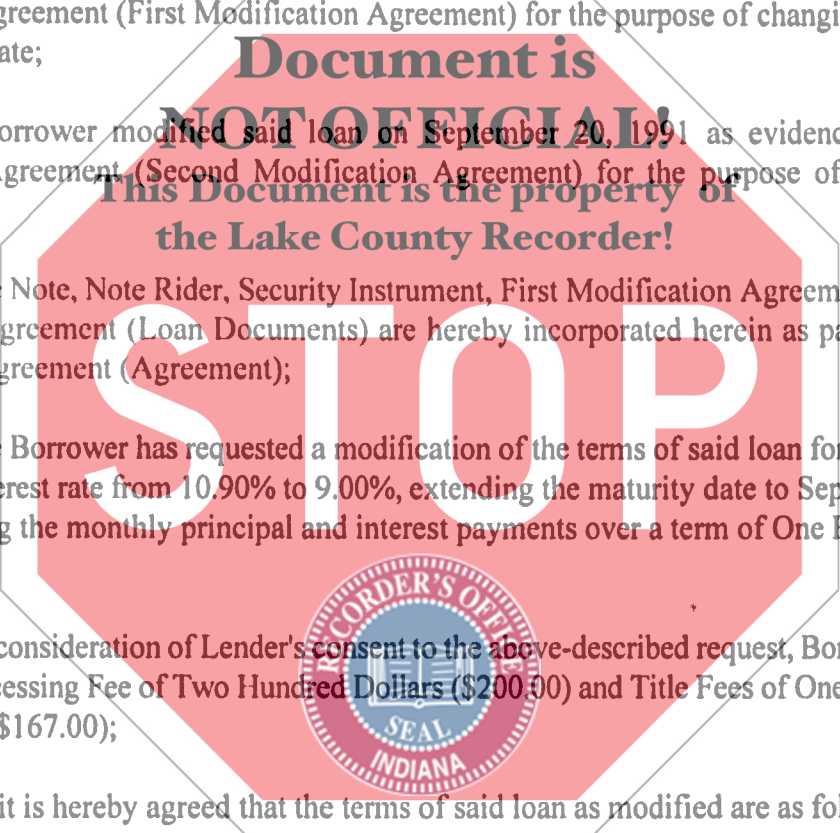 greement (First Modification Agreement) for the purpose of changi
ate;
Document is
NOT OFFICIAL!
orrower modified said loan on September 20, 1991 as evidenc
greement (Second Modification Agreement) for the purpose of
This Document is the property of
the Lake County Recorder!
Note, Note Rider, Security Instrument, First Modification Agreem
greement (Loan Documents) are hereby incorporated herein as pa
greement (Agreement);
STOP
Borrower has requested a modification of the terms of said loan for
erest rate from 10.90% to 9.00%, extending the maturity date to Sep
g the monthly principal and interest payments over a term of One
consideration of Lender's consent to the above-described request, Bor
cessing Fee of Two Hundred Dollars ($200.00) and Title Fees of One
$167.00);
RECORDER'S OFFICE
SEAL
INDIANA
it is hereby agreed that the terms of said loan as modified are as fol